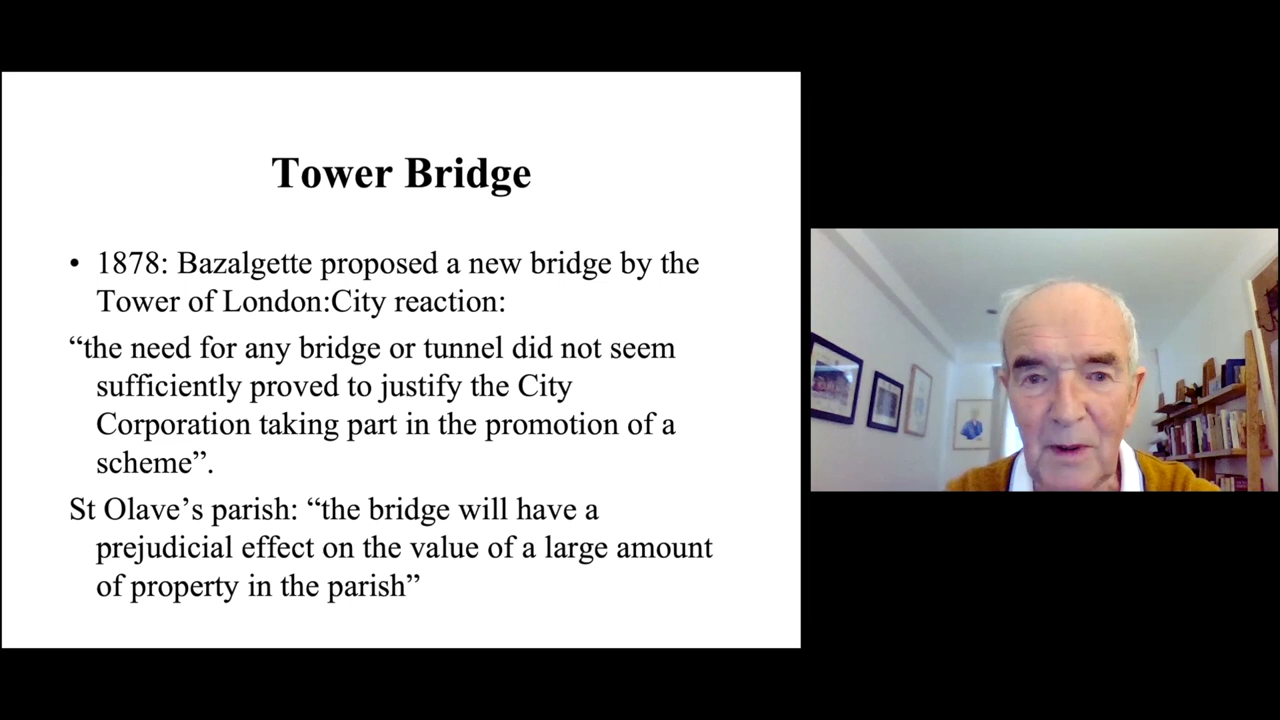 Tower Bridge
• 1878: Bazalgette proposed a new bridge by the
Tower of London:City reaction:
“the need for any bridge or tunnel did not seem
sufficiently proved to justify the City
Corporation taking part in the promotion of a
scheme”.
St Olave’s parish: “the bridge will have a
prejudicial effect on the value of a large amount
of property in the parish”